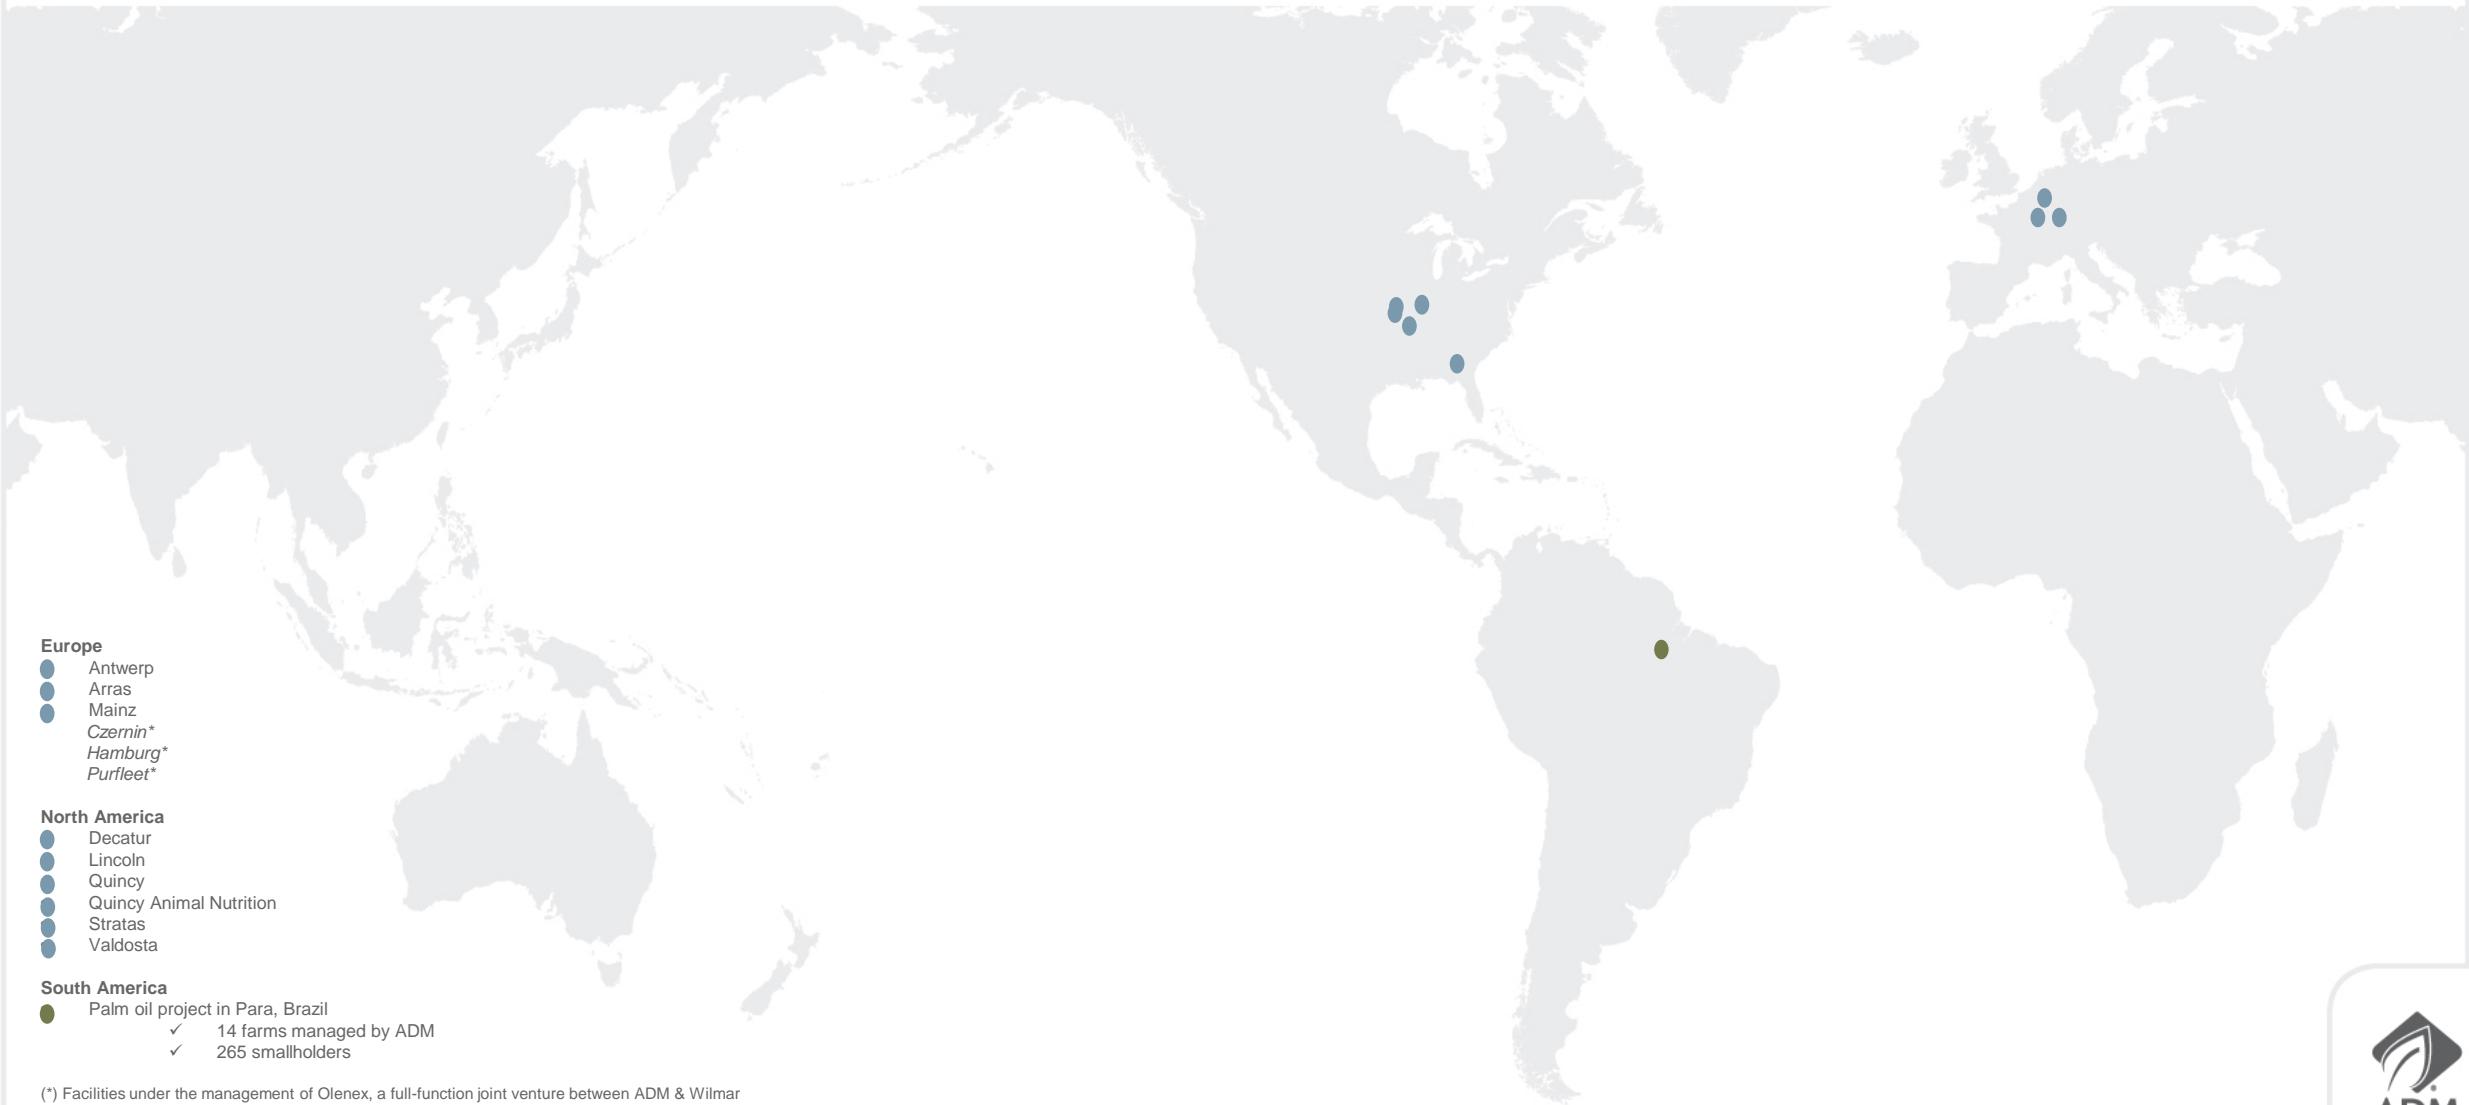 Europe
Antwerp
Arras
Mainz
Czernin*
Hamburg*
Purfleet*
North America
Decatur
Lincoln
Quincy
Quincy Animal Nutrition
Stratas
Valdosta
South America
Palm oil project in Para, Brazil
✓ 14 farms managed by ADM
✓ 265 smallholders
(*) Facilities under the management of Olenex, a full-function joint venture between ADM & Wilmar
ADM